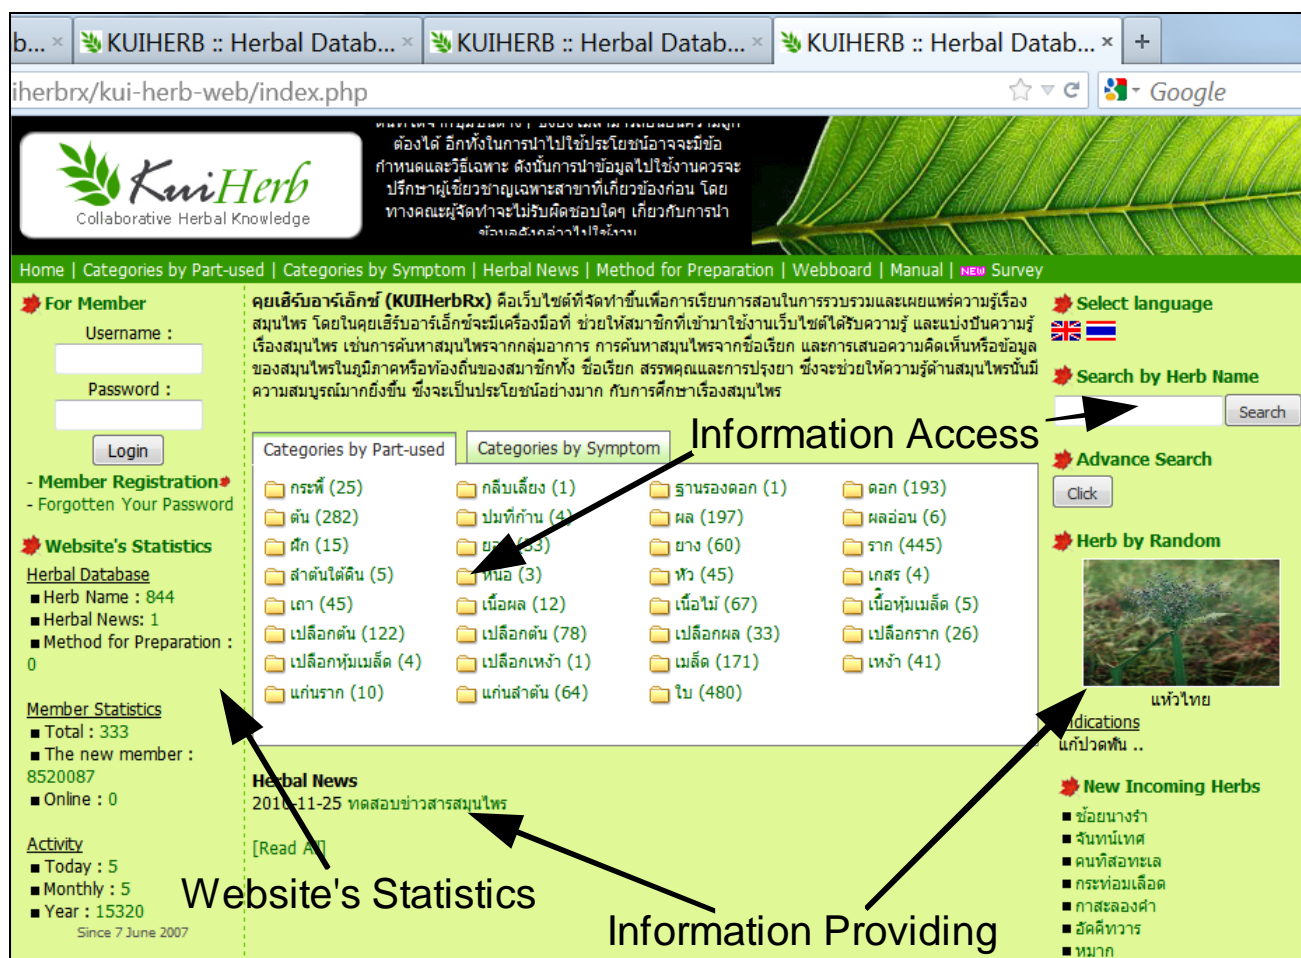 b... × KUIHERB :: Herbal Datab... × KUIHERB :: Herbal Datab... × KUIHERB :: Herbal Datab... × +
iherbrx/kui-herb-web/index.php
Google
KuiHerb
Collaborative Herbal Knowledge
ต้องได้ อีกทั้งในการนำไปใช้ประโยชน์อาจจะมีข้อ
กำหนดและวิธีเฉพาะ ดังนั้นการนำข้อมูลไปใช้งานควรจะ
ปรึกษาผู้เชี่ยวชาญเฉพาะสาขาที่เกี่ยวข้องก่อน โดย
ทางคณะผู้จัดทำจะไม่รับผิดชอบใดๆ เกี่ยวกับการนำ
ข้อมูลดังกล่าวไปใช้งาน
Home | Categories by Part-used | Categories by Symptom | Herbal News | Method for Preparation | Webboard | Manual | NEW Survey
For Member
Username :
Password :
Login
- Member Registration
- Forgotten Your Password
Website's Statistics
Herbal Database
Herb Name : 844
Herbal News: 1
Method for Preparation :
0
Member Statistics
Total : 333
The new member :
8520087
Online : 0
Activity
Today : 5
Monthly : 5
Year : 15320
Since 7 June 2007
คุยเฮิร์บอาร์เอ็กซ์ (KUIHerbRx) คือเว็บไซต์ที่จัดทำขึ้นเพื่อการเรียนการสอนในการรวบรวมและเผยแพร่ความรู้เรื่อง
สมุนไพร โดยในคุยเฮิร์บอาร์เอ็กซ์จะมีเครื่องมือที่ ช่วยให้สมาชิกที่เข้ามาใช้งานเว็บไซต์ได้รับความรู้ และแบ่งปันความรู้
เรื่องสมุนไพร เช่นการค้นหาสมุนไพรจากกลุ่มอาการ การค้นหาสมุนไพรจากชื่อเรียก และการเสนอความคิดเห็นหรือข้อมูล
ของสมุนไพรในภูมิภาคหรือท้องถิ่นของสมาชิกทั้ง ชื่อเรียก สรรพคุณและการปรุงยา ซึ่งจะช่วยให้ความรู้ด้านสมุนไพรนั้นมี
ความสมบูรณ์มากยิ่งขึ้น ซึ่งจะเป็นประโยชน์อย่างมาก กับการศึกษาเรื่องสมุนไพร
Information Access
Categories by Part-used Categories by Symptom
กระพี้ (25) กลีบเลี้ยง (1) ฐานรองดอก (1) ดอก (193)
ต้น (282) ปมที่ก้าน (4) ผล (197) ผลอ่อน (6)
ฝัก (15) ยาง (60) ราก (445)
ลำต้นใต้ดิน (5) หน่อ (3) หัว (45) เกสร (4)
เถา (45) เนื้อผล (12) เนื้อไม้ (67) เนื้อหุ้มเมล็ด (5)
เปลือกต้น (122) เปลือกต้น (78) เปลือกผล (33) เปลือกราก (26)
เปลือกหุ้มเมล็ด (4) เปลือกเหง้า (1) เมล็ด (171) เหง้า (41)
แก่นราก (10) แก่นลำต้น (64) ใบ (480)
Herbal News
2010-11-25 ทดสอบข่าวสารสมุนไพร
[Read All]
Website's Statistics
Information Providing
Select language
Search by Herb Name
Search
Advance Search
Click
Herb by Random
แห้วไทย
Indications
แก้ปวดฟัน ..
New Incoming Herbs
ช้อยนางรำ
จันทน์เทศ
คนทีสอทะเล
กระท่อมเลือด
กาสะลองคำ
อัคคีทวาร
หมาก